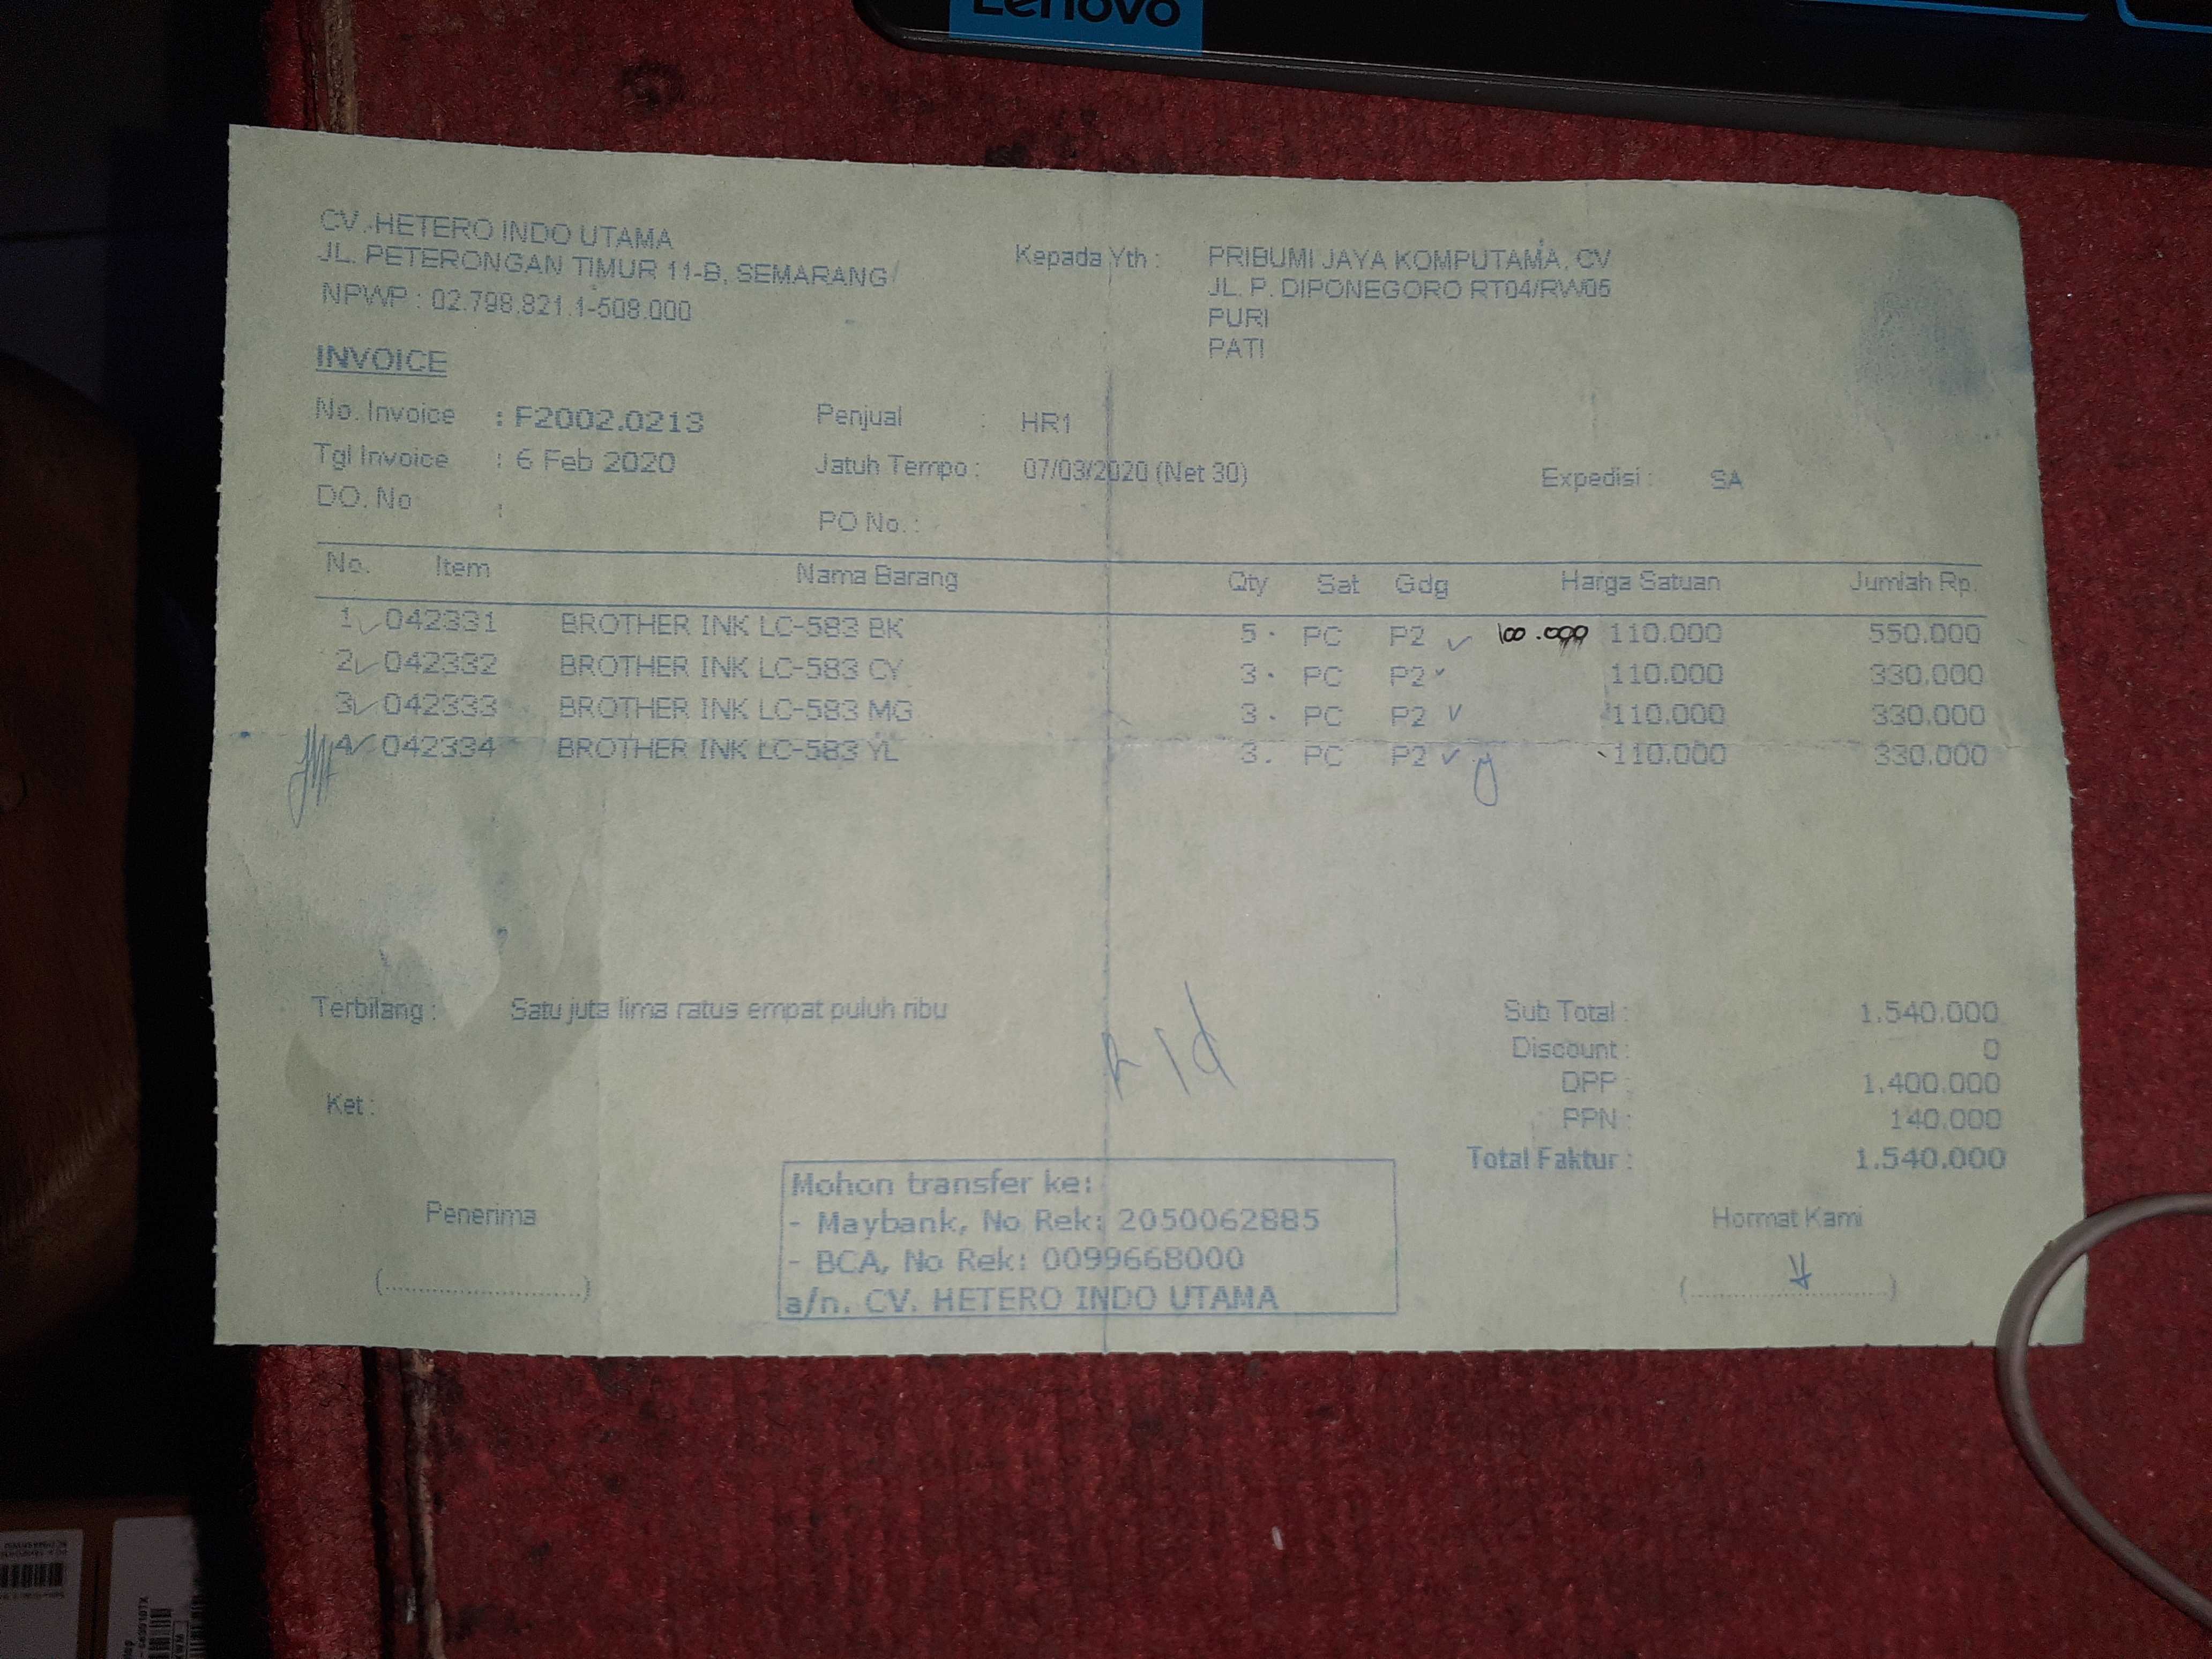 Lenovo
CV. HETERO INDO UTAMA
JL. PETERONGAN TIMUR 11-B, SEMARANG
NPWP : 02.798.821.1-508.000
Kepada Yth : PRIBUMI JAYA KOMPUTAMA, CV
JL. P. DIPONEGORO RT04/RW05
PURI
PATI
INVOICE
No. Invoice : F2002.0213 Penjual : HR1
Tgl Invoice : 6 Feb 2020 Jatuh Tempo : 07/03/2020 (Net 30) Expedisi : SA
DO. No : PO No. :
No. Item Nama Barang Qty Sat Gdg Harga Satuan Jumlah Rp.
1 042331 BROTHER INK LC-583 BK 5 PC P2 100.000 110.000 550.000
2 042332 BROTHER INK LC-583 CY 3 PC P2 110.000 330.000
3 042333 BROTHER INK LC-583 MG 3 PC P2 110.000 330.000
4 042334 BROTHER INK LC-583 YL 3 PC P2 110.000 330.000
Terbilang : Satu juta lima ratus empat puluh ribu
Sub Total : 1.540.000
Discount : 0
DPP : 1.400.000
PPN : 140.000
Total Faktur : 1.540.000
Ket :
Penerima
(..............................)
Mohon transfer ke:
- Maybank, No Rek: 2050062885
- BCA, No Rek: 0099668000
a/n. CV. HETERO INDO UTAMA
Hormat Kami
(..............................)